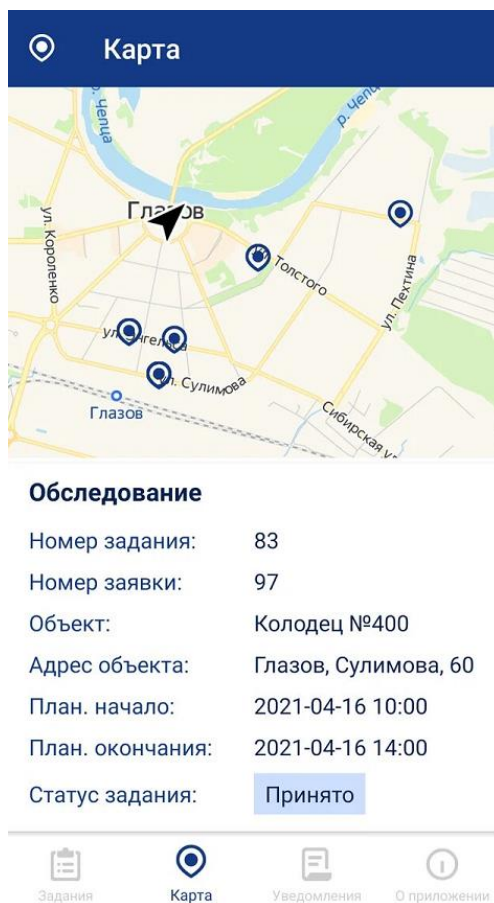 Карта
р. Чепца
р. Чепца
Глазов
ул. Короленко
Толстого
ул. Пехтина
ул. Энгельса
ул. Сулимова
Глазов
Сибирская ул.
Обследование
Номер задания: 83
Номер заявки: 97
Объект: Колодец №400
Адрес объекта: Глазов, Сулимова, 60
План. начало: 2021-04-16 10:00
План. окончания: 2021-04-16 14:00
Статус задания: Принято
Задания Карта Уведомления О приложении